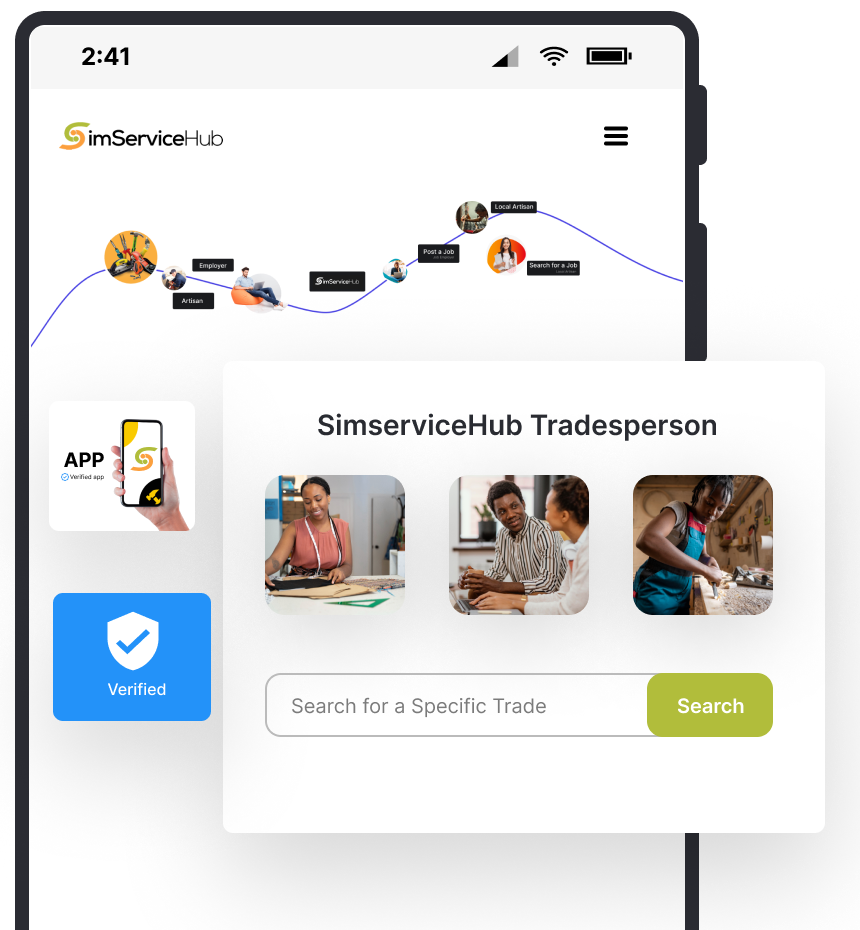 2:41
SimServiceHub
Local Artisan
Post a Job
Employer
Search for a Job
SimServiceHub
Artisan
SimserviceHub Tradesperson
APP
Verified app
Verified
Search for a Specific Trade
Search